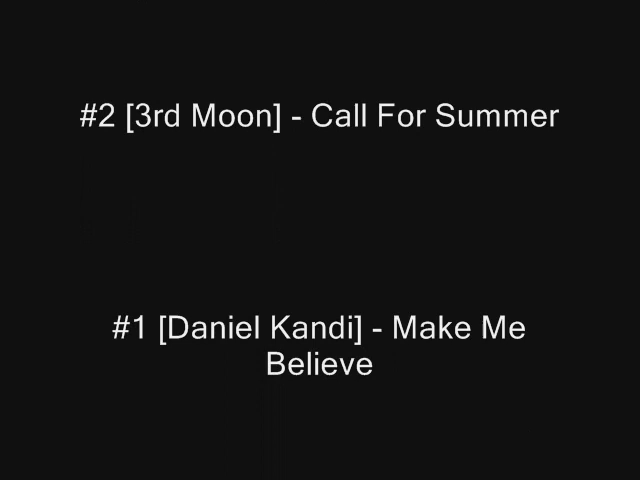 #2 [3rd Moon] - Call For Summer
#1 [Daniel Kandi] - Make Me
Believe